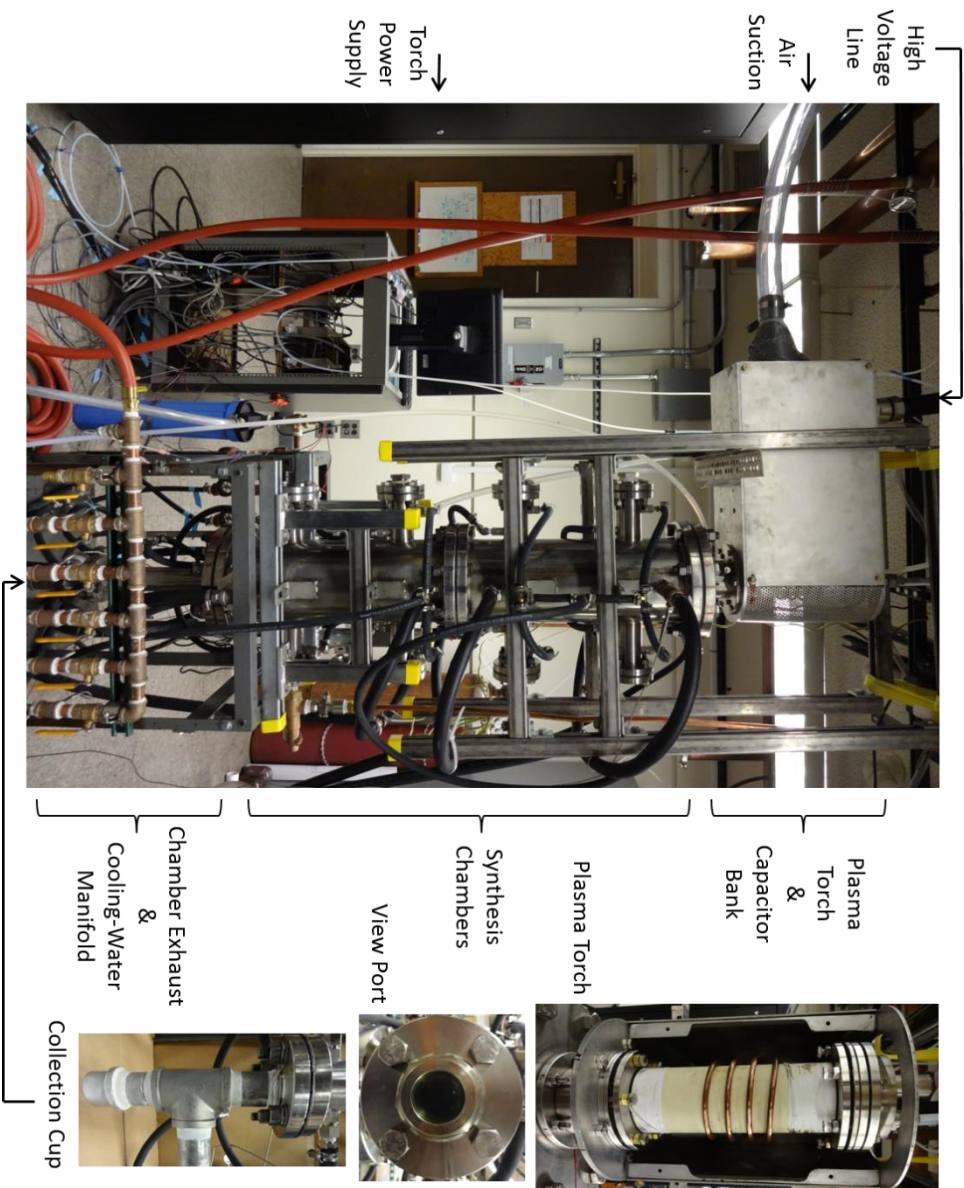 High
Voltage
Line
Air
Suction
Torch
Power
Supply
Plasma
Torch
&
Capacitor
Bank
Synthesis
Chambers
Chamber Exhaust
&
Cooling-Water
Manifold
Plasma Torch
View Port
Collection Cup